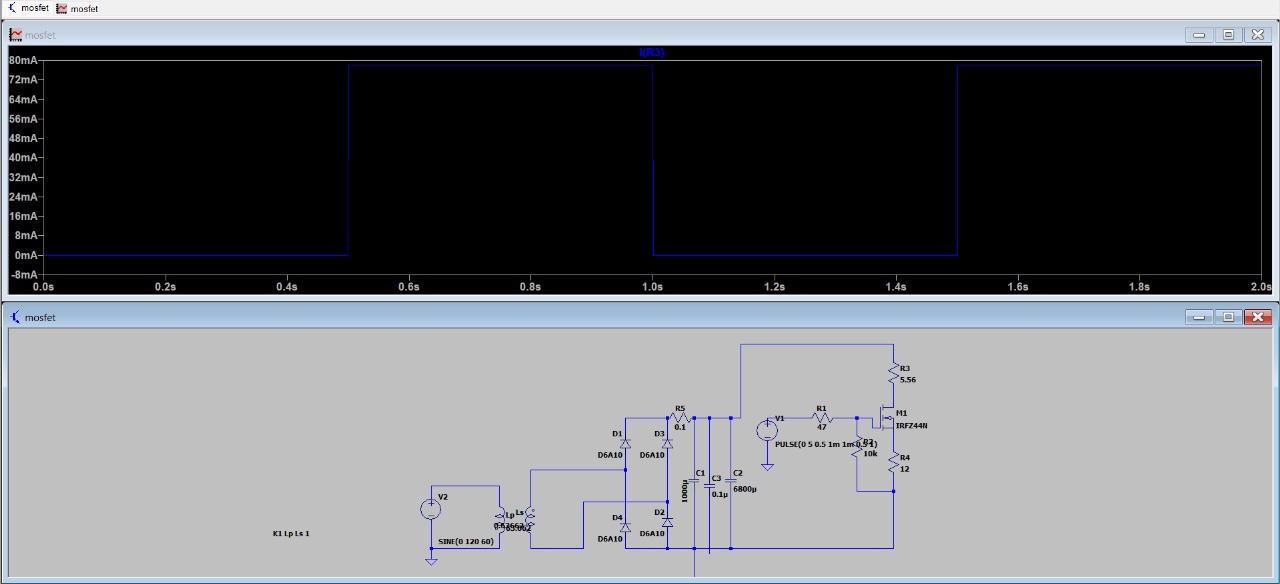 mosfet mosfet
mosfet
I(R3)
80mA
72mA
64mA
56mA
48mA
40mA
32mA
24mA
16mA
8mA
0mA
-8mA
0.0s 0.2s 0.4s 0.6s 0.8s 1.0s 1.2s 1.4s 1.6s 1.8s 2.0s
mosfet
R3
5.56
M1
IRFZ44N
R5
0.1
V1
R1
47
PULSE(0 5 0.5 1m 1m 0.5 1)
R2
10k
R4
12
D1
D6A10
D3
D6A10
C1
1000µ
C3
0.1µ
C2
6800µ
V2
SINE(0 120 60)
Lp
Ls
D4
D6A10
D2
D6A10
K1 Lp Ls 1